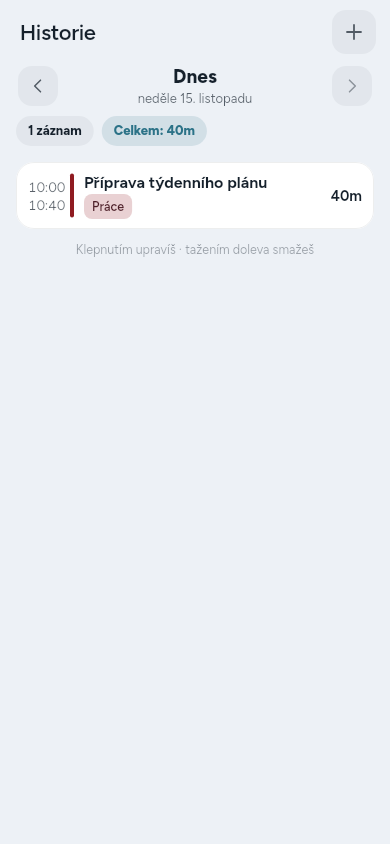 Historie
Dnes
neděle 15. listopadu
1 záznam
Celkem: 40m
10:00
10:40
Příprava týdenního plánu
Práce
40m
Klepnutím upravíš · tažením doleva smažeš